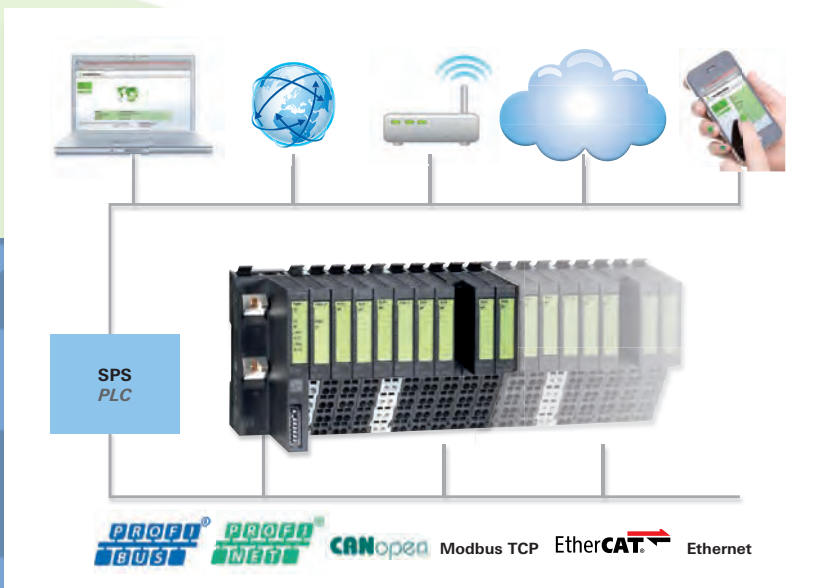 SPS
PLC
PROFI
BUS
®
PROFI
NET
®
CANopen
Modbus TCP
EtherCAT®
Ethernet